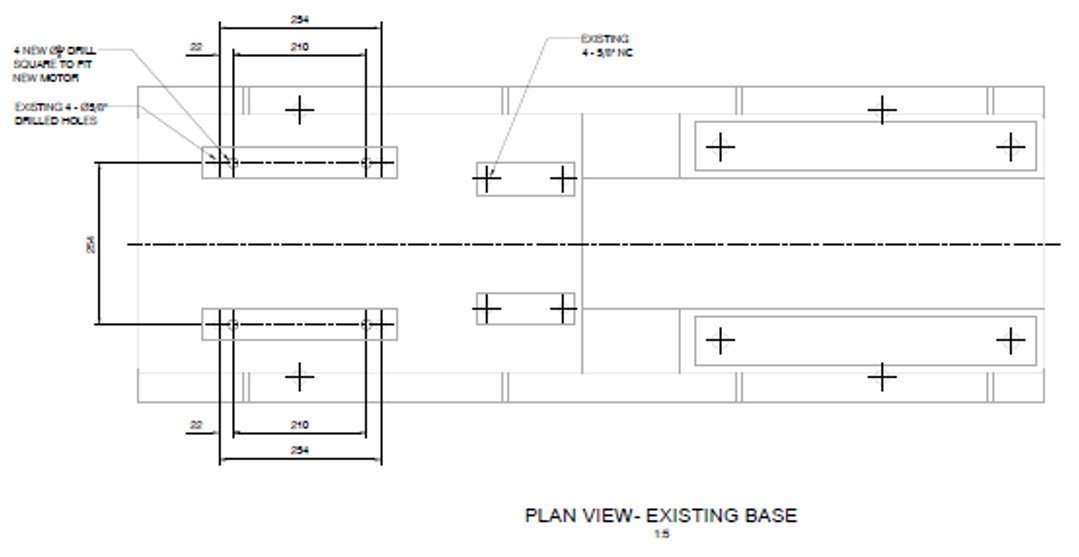 254
22
210
4 NEW DRILL
SQUARE TO FIT
NEW MOTOR
EXISTING 4 - Ø5/8"
DRILLED HOLES
EXISTING
4 - 5/8" NC
254
22
210
254
PLAN VIEW- EXISTING BASE
1:5